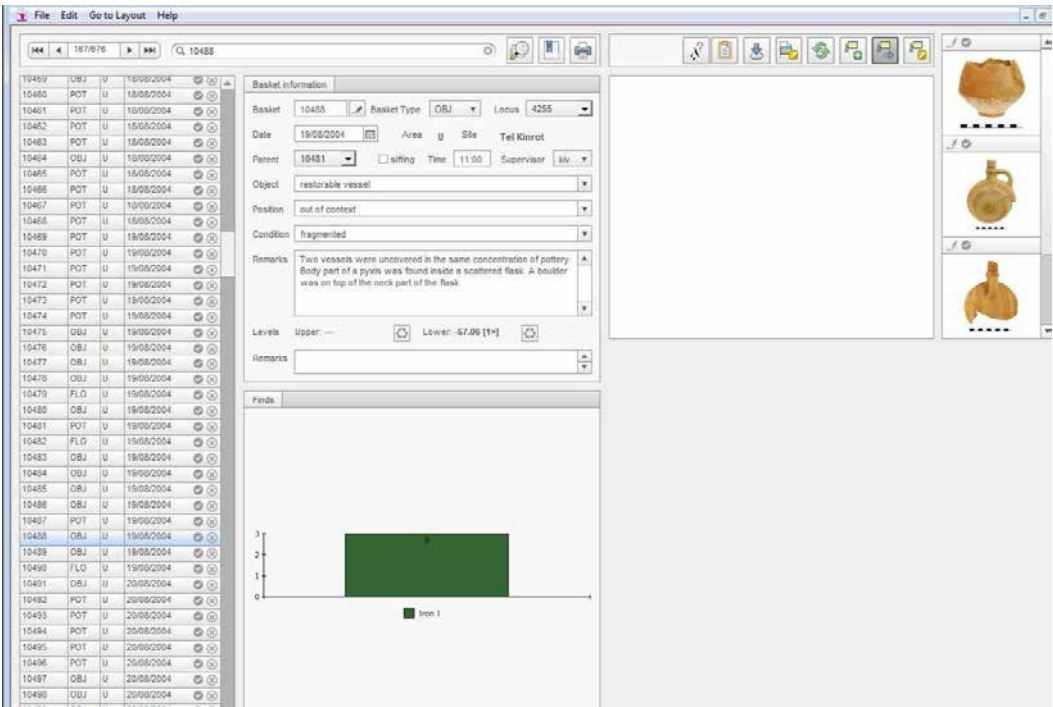 File Edit Go to Layout Help
167/676 10488
10459 OBJ U 18/08/2004
10460 POT U 18/08/2004
10461 POT U 18/08/2004
10462 POT U 18/08/2004
10463 POT U 18/08/2004
10464 OBJ U 18/08/2004
10465 POT U 18/08/2004
10466 POT U 18/08/2004
10467 POT U 18/08/2004
10468 POT U 18/08/2004
10469 POT U 19/08/2004
10470 POT U 19/08/2004
10471 POT U 19/08/2004
10472 POT U 19/08/2004
10473 POT U 19/08/2004
10474 POT U 19/08/2004
10475 OBJ U 19/08/2004
10476 OBJ U 19/08/2004
10477 OBJ U 19/08/2004
10478 OBJ U 19/08/2004
10479 FLO U 19/08/2004
10480 OBJ U 19/08/2004
10481 POT U 19/08/2004
10482 FLO U 19/08/2004
10483 OBJ U 19/08/2004
10484 OBJ U 19/08/2004
10485 OBJ U 19/08/2004
10486 OBJ U 19/08/2004
10487 POT U 19/08/2004
10488 OBJ U 19/08/2004
10489 OBJ U 19/08/2004
10490 FLO U 19/08/2004
10491 OBJ U 20/08/2004
10492 POT U 20/08/2004
10493 POT U 20/08/2004
10494 POT U 20/08/2004
10495 POT U 20/08/2004
10496 POT U 20/08/2004
10497 OBJ U 20/08/2004
10498 OBJ U 20/08/2004
Basket information
Basket 10488 Basket Type OBJ Locus 4255
Date 19/08/2004 Area U Site Tel Kinrot
Parent 10481 sifting Time 11:00 Supervisor kiv
Object restorable vessel
Position out of context
Condition fragmented
Remarks Two vessels were uncovered in the same concentration of pottery.
Body part of a pyxis was found inside a scattered flask. A boulder
was on top of the neck part of the flask.
Levels Upper: --- Lower: -57.06 [1×]
Remarks
Finds
3
3
2
1
0
Iron I